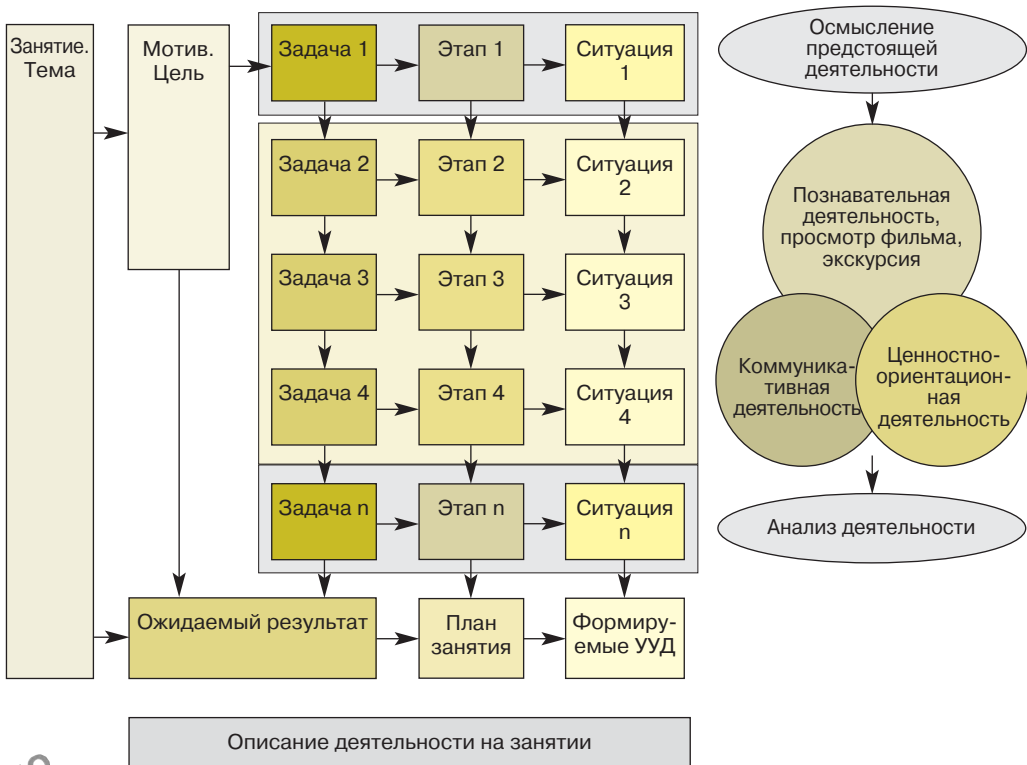 Занятие.
Тема
Мотив.
Цель
Задача 1
Этап 1
Ситуация
1
Задача 2
Этап 2
Ситуация
2
Задача 3
Этап 3
Ситуация
3
Задача 4
Этап 4
Ситуация
4
Задача n
Этап n
Ситуация
n
Ожидаемый результат
План
занятия
Формиру-
емые УУД
Осмысление
предстоящей
деятельности
Познавательная
деятельность,
просмотр фильма,
экскурсия
Коммуника-
тивная
деятельность
Ценностно-
ориентацион-
ная
деятельность
Анализ деятельности
Описание деятельности на занятии